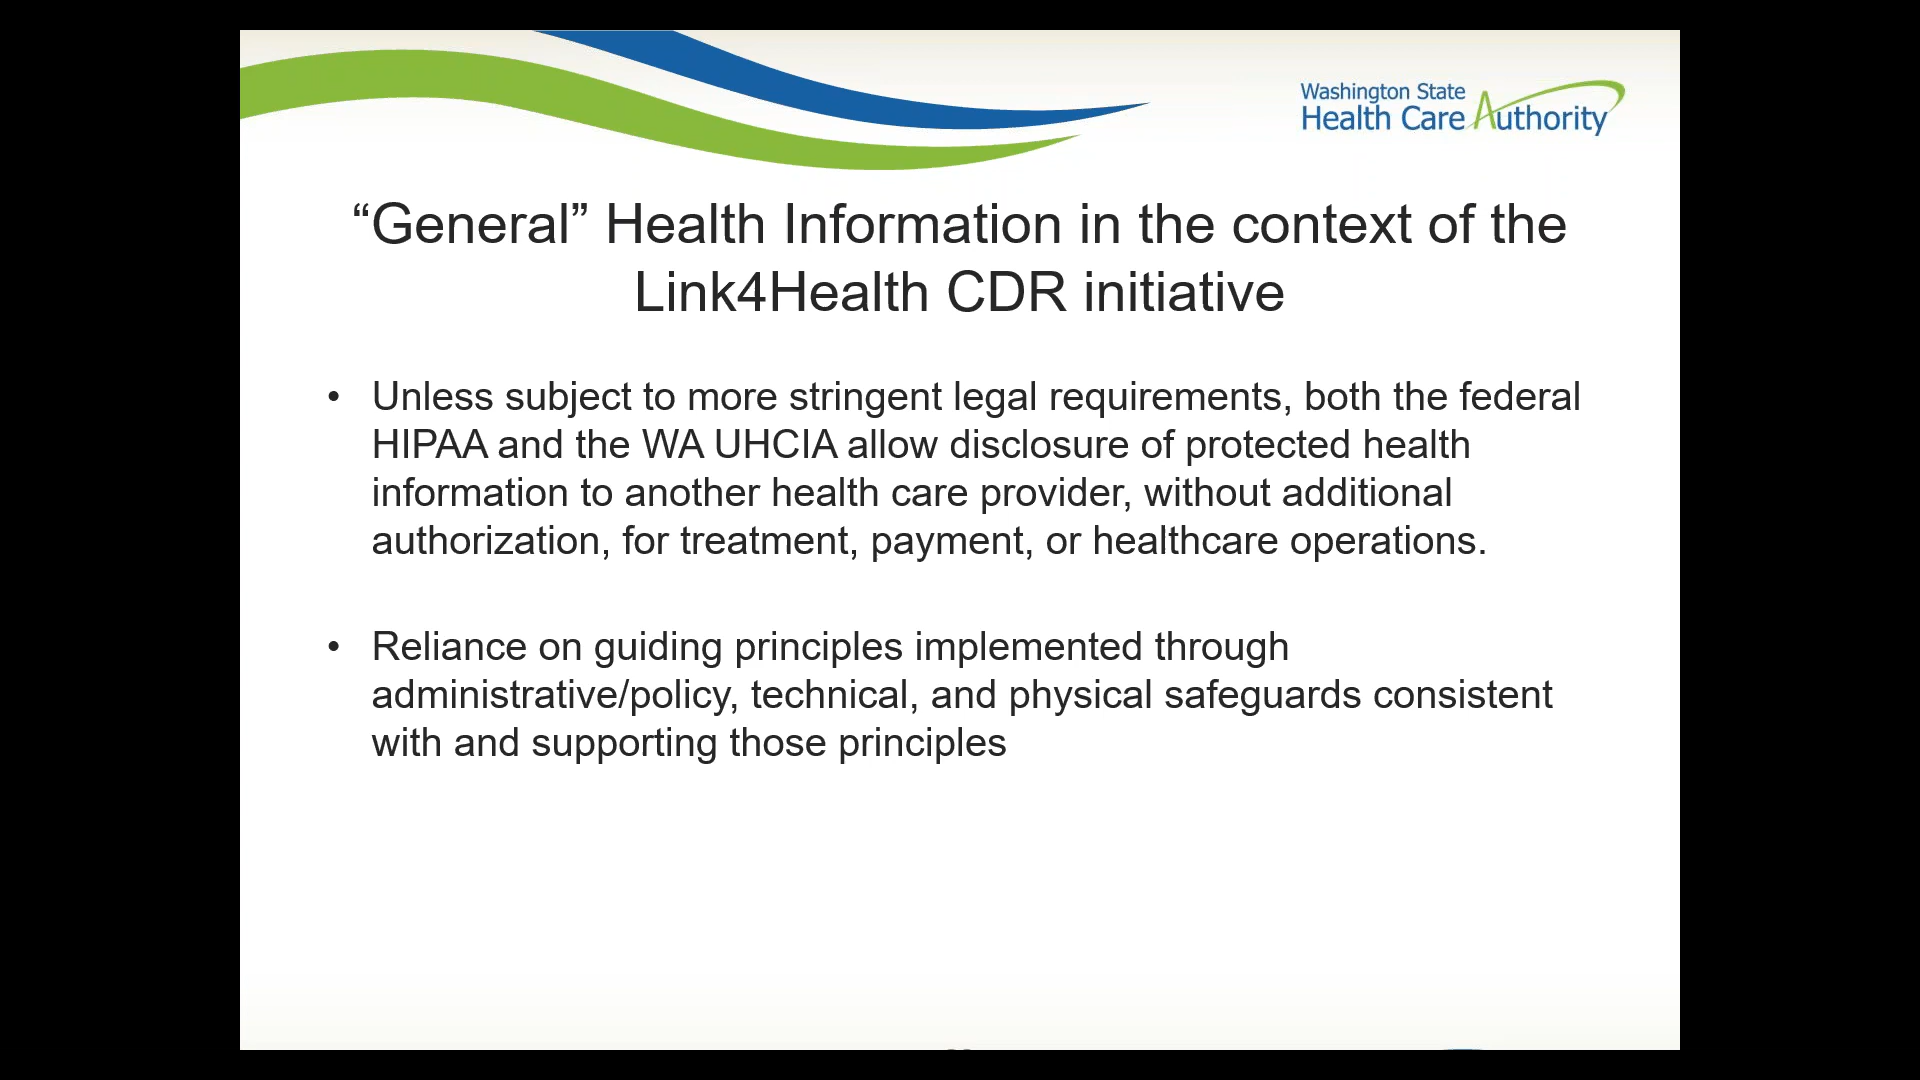 Washington State
Health Care Authority
“General” Health Information in the context of the
Link4Health CDR initiative
• Unless subject to more stringent legal requirements, both the federal
HIPAA and the WA UHCIA allow disclosure of protected health
information to another health care provider, without additional
authorization, for treatment, payment, or healthcare operations.
• Reliance on guiding principles implemented through
administrative/policy, technical, and physical safeguards consistent
with and supporting those principles